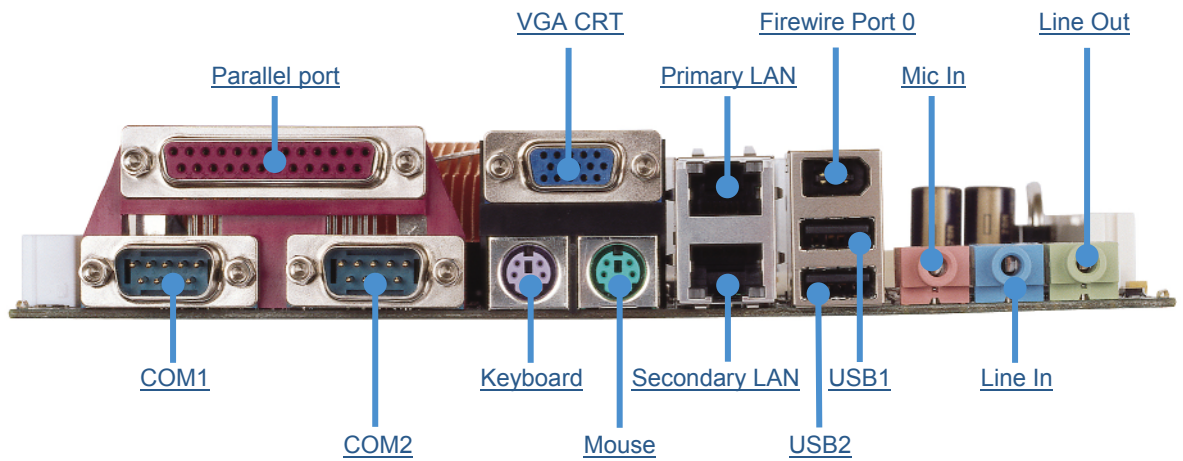 VGA CRT
Firewire Port 0
Line Out
Parallel port
Primary LAN
Mic In
COM1
Keyboard
Secondary LAN
USB1
Line In
COM2
Mouse
USB2